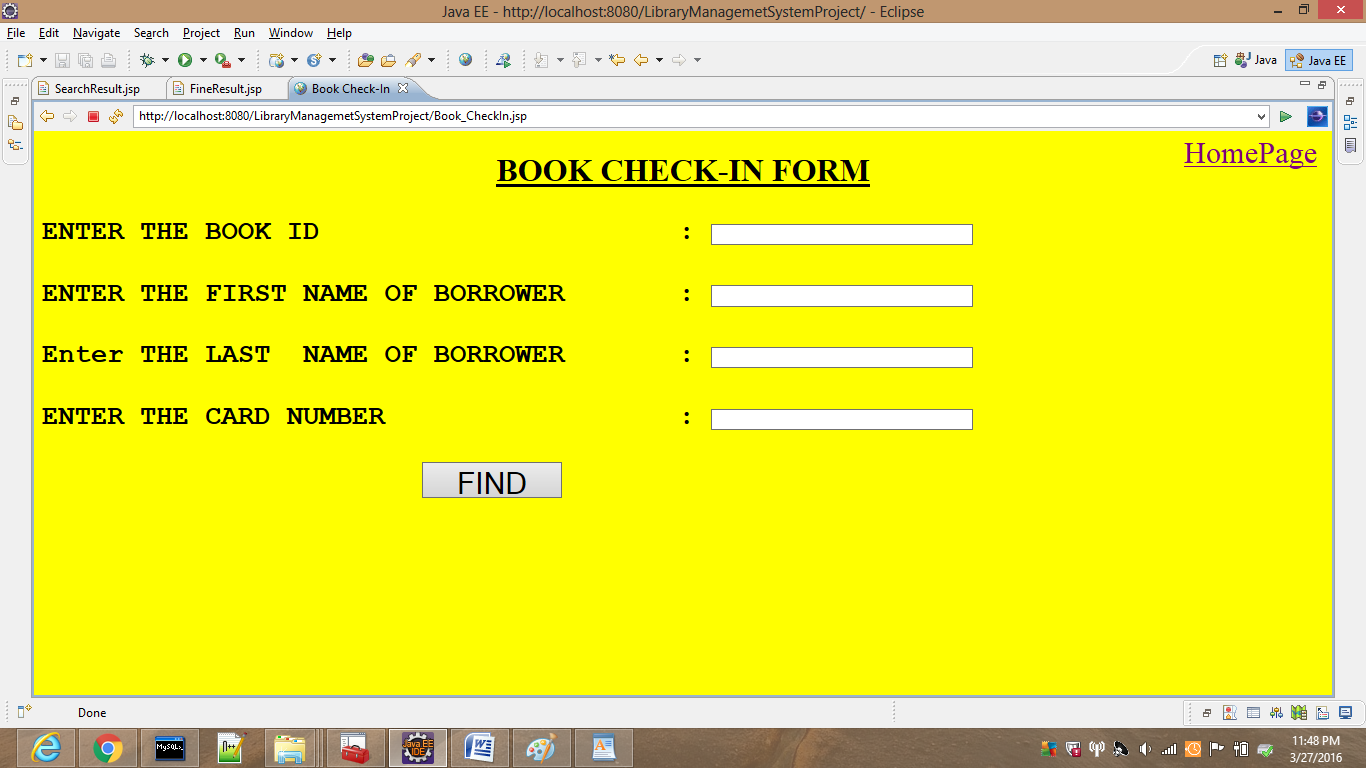 Java EE - http://localhost:8080/LibraryManagemetSystemProject/ - Eclipse
File Edit Navigate Search Project Run Window Help
Java Java EE
SearchResult.jsp FineResult.jsp Book Check-In
http://localhost:8080/LibraryManagemetSystemProject/Book_CheckIn.jsp
HomePage
BOOK CHECK-IN FORM
ENTER THE BOOK ID :
ENTER THE FIRST NAME OF BORROWER :
Enter THE LAST  NAME OF BORROWER :
ENTER THE CARD NUMBER :
FIND
Done
Java EE
IDE
11:48 PM
3/27/2016